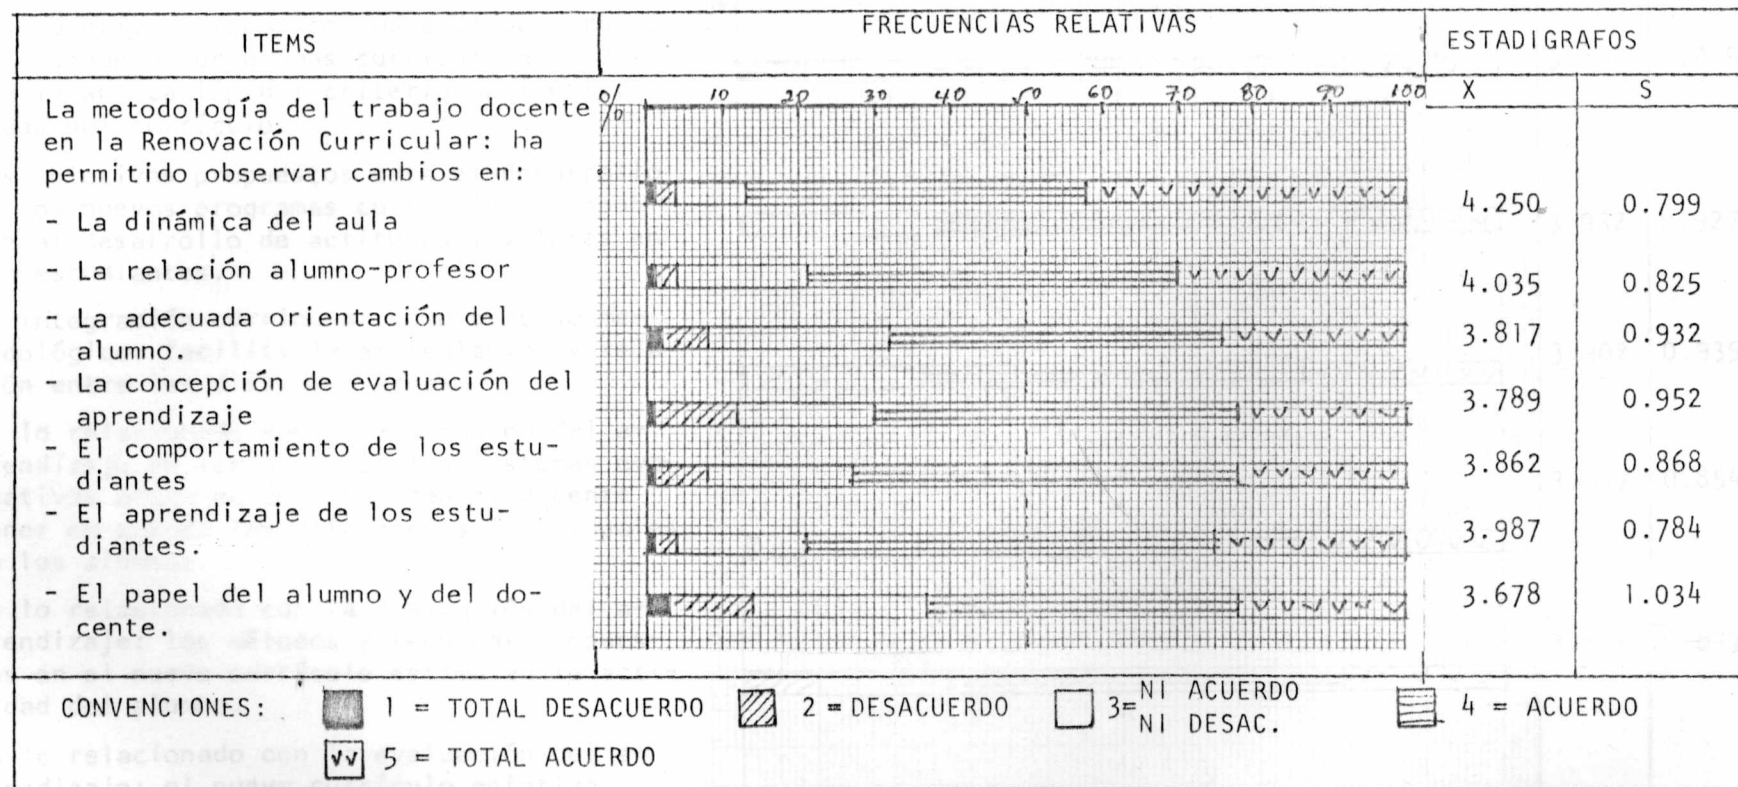 ITEMS
FRECUENCIAS RELATIVAS
ESTADIGRAFOS
% 10 20 30 40 50 60 70 80 90 100
X S
La metodología del trabajo docente
en la Renovación Curricular: ha
permitido observar cambios en:
- La dinámica del aula
4.250 0.799
- La relación alumno-profesor
4.035 0.825
- La adecuada orientación del
alumno.
3.817 0.932
- La concepción de evaluación del
aprendizaje
3.789 0.952
- El comportamiento de los estu-
diantes
3.862 0.868
- El aprendizaje de los estu-
diantes.
3.987 0.784
- El papel del alumno y del do-
cente.
3.678 1.034
CONVENCIONES: 1 = TOTAL DESACUERDO 2 = DESACUERDO 3= NI ACUERDO
NI DESAC. 4 = ACUERDO
5 = TOTAL ACUERDO